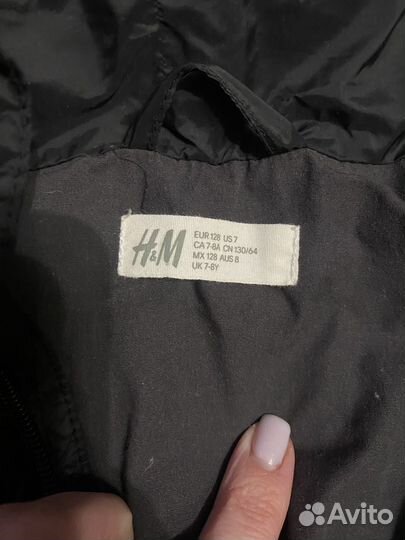 H&M
EUR 128 US 7
CA 7-8A CN 130/64
MX 128 AUS 8
UK 7-8Y
Avito